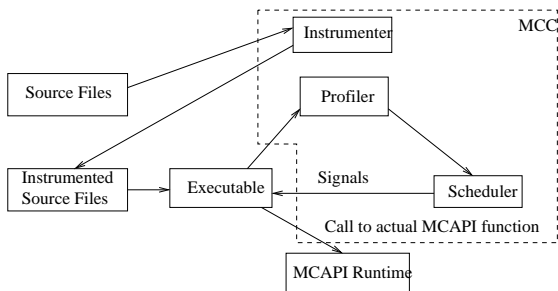 MCC
Instrumenter
Source Files
Profiler
Instrumented
Source Files
Executable
Signals
Scheduler
Call to actual MCAPI function
MCAPI Runtime